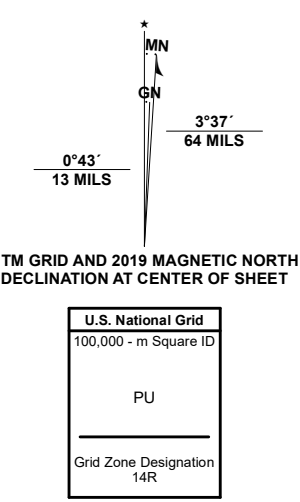 ★
MN
GN
3°37´
64 MILS
0°43´
13 MILS
TM GRID AND 2019 MAGNETIC NORTH
DECLINATION AT CENTER OF SHEET
U.S. National Grid
100,000 - m Square ID
PU
Grid Zone Designation
14R